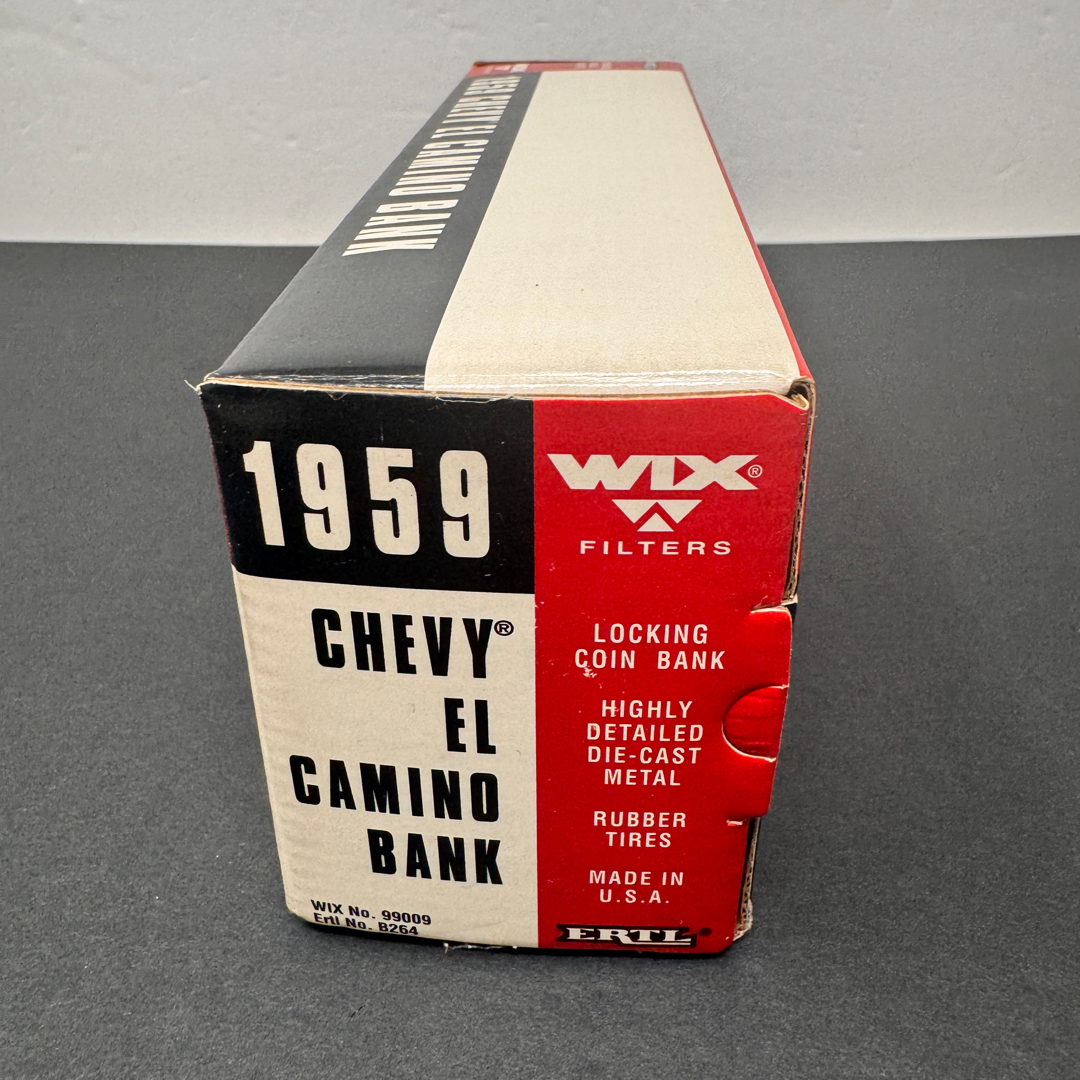 1959 CHEVY EL CAMINO BANK
1959
CHEVY®
EL
CAMINO
BANK
WIX No. 99009
Ertl No. B264
WIX®
FILTERS
LOCKING
COIN BANK
HIGHLY
DETAILED
DIE-CAST
METAL
RUBBER
TIRES
MADE IN
U.S.A.
ERTL®